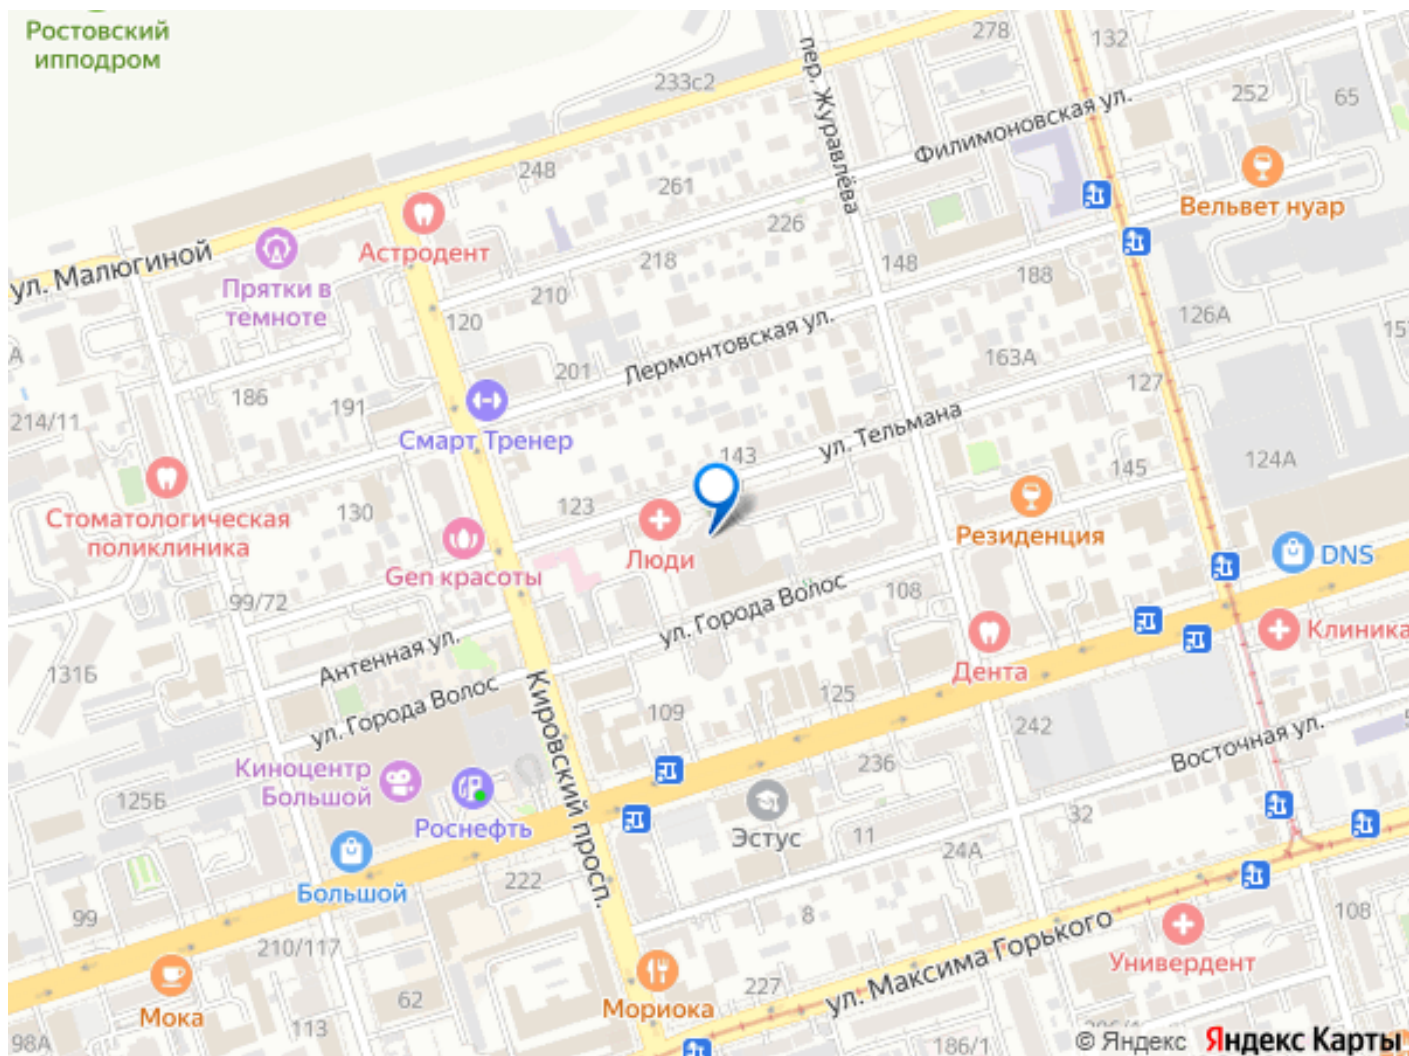 Ростовский
ипподром
278
132
пер. Журавлёва
233с2
252
65
Филимоновская ул.
248
261
Вельвет нуар
226
ул. Малюгиной
Астродент
218
148
188
Прятки в
темноте
210
120
126А
Лермонтовская ул.
163А
201
127
186
191
214/11
Смарт Тренер
ул. Тельмана
143
145
124А
130
123
Стоматологическая
поликлиника
Люди
Резиденция
DNS
Gen красоты
99/72
108
ул. Города Волос
Клиника
Антенная ул.
131Б
Дента
125
ул. Города Волос
Кировский просп.
109
242
Восточная ул.
Киноцентр
Большой
236
125Б
Роснефть
Эстус
11
32
24А
Большой
222
99
8
108
210/117
ул. Максима Горького
Универдент
Мока
62
Мориока
227
113
98А
186/1
© Яндекс Яндекс Карты